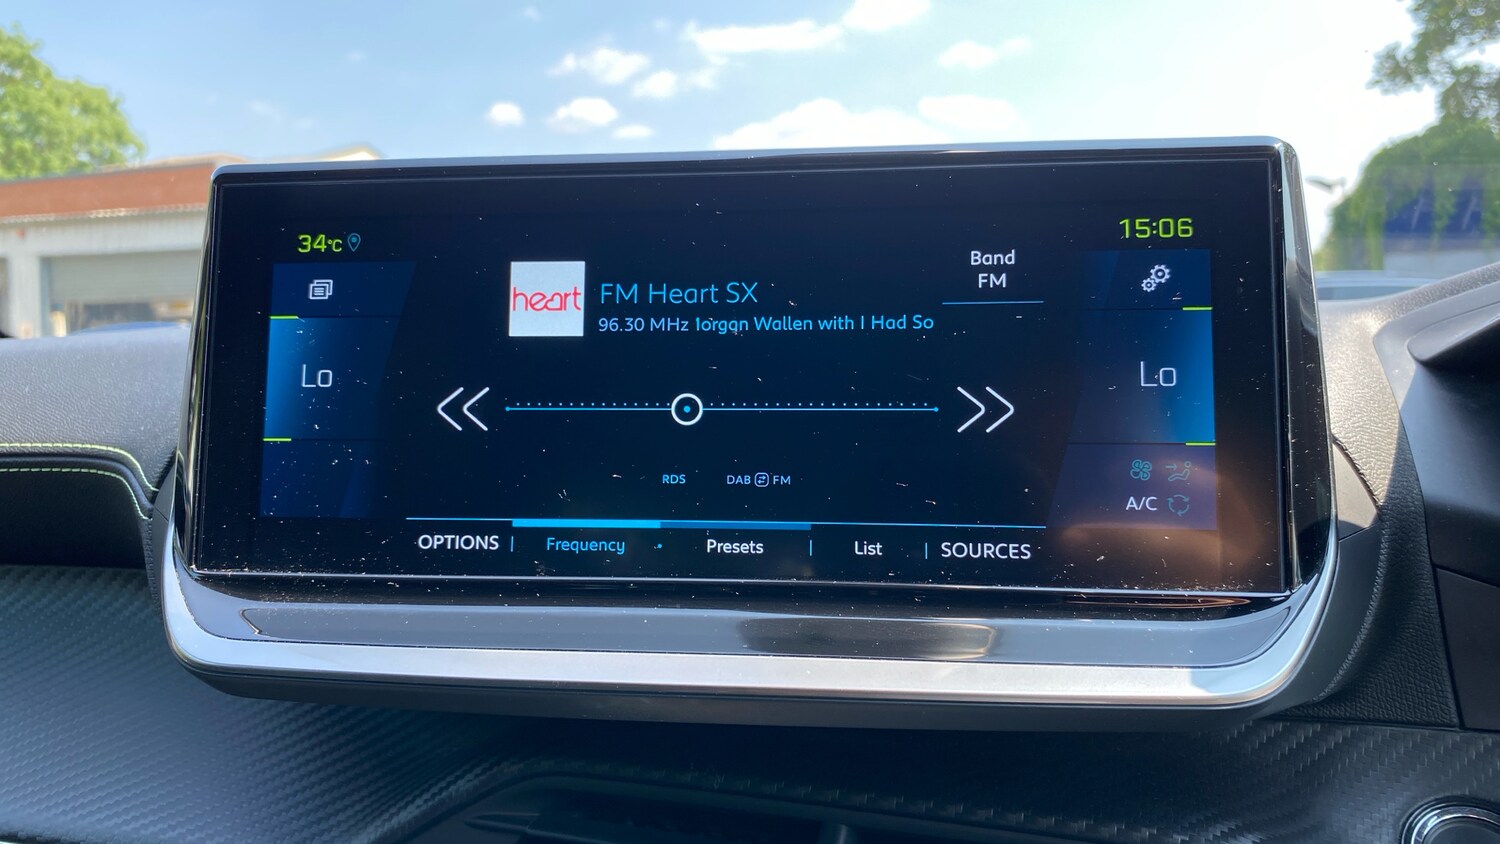 34°C
15:06
Band
FM
heart
FM Heart SX
96.30 MHz 1organ Wallen with I Had So
Lo
Lo
RDS
DAB FM
A/C
OPTIONS | Frequency • Presets | List | SOURCES